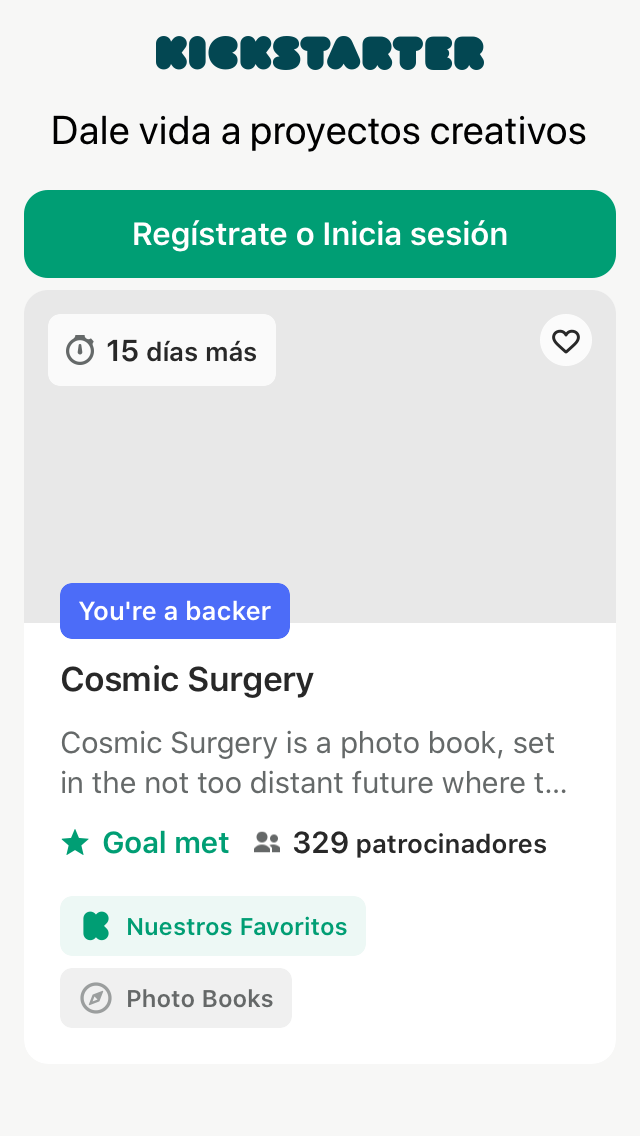 KICKSTARTER
Dale vida a proyectos creativos
Regístrate o Inicia sesión
15 días más
You're a backer
Cosmic Surgery
Cosmic Surgery is a photo book, set
in the not too distant future where t...
Goal met 329 patrocinadores
Nuestros Favoritos
Photo Books